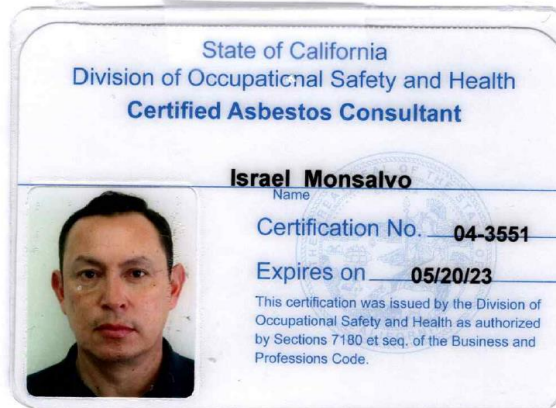 State of California
Division of Occupational Safety and Health
Certified Asbestos Consultant
Israel Monsalvo
Name
Certification No. 04-3551
Expires on 05/20/23
This certification was issued by the Division of
Occupational Safety and Health as authorized
by Sections 7180 et seq. of the Business and
Professions Code.